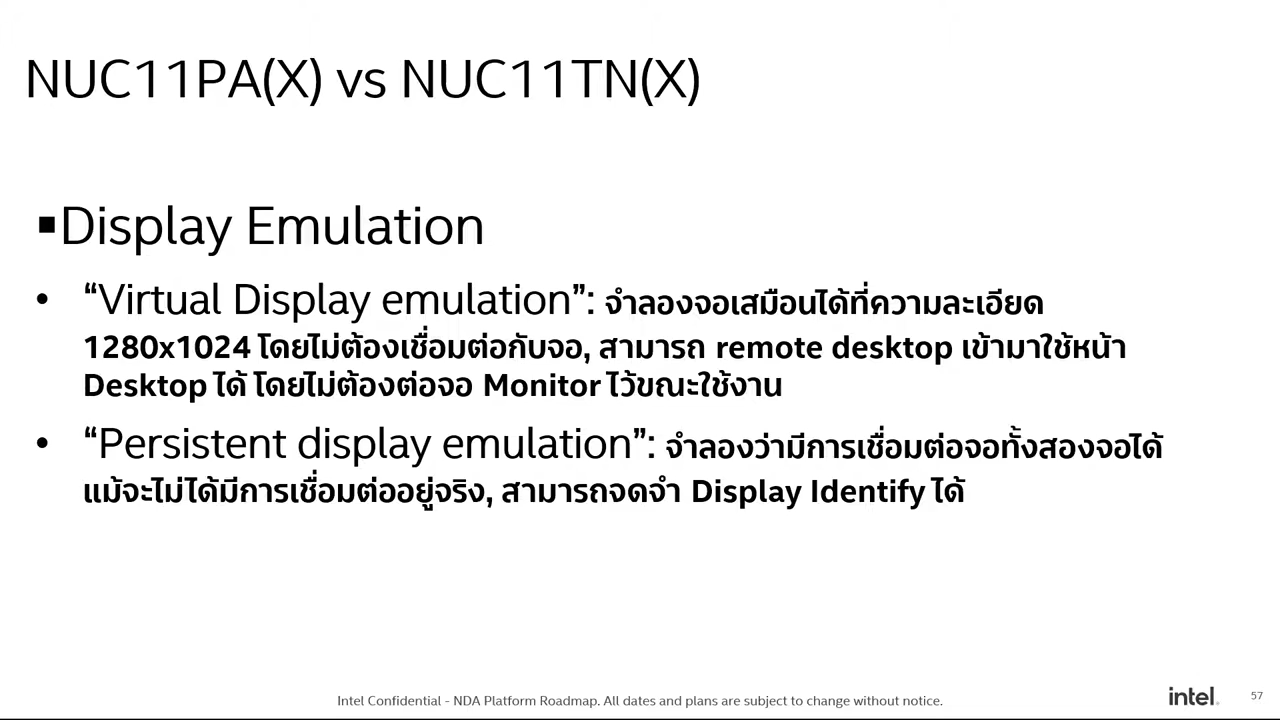 NUC11PA(X) vs NUC11TN(X)
▪Display Emulation
• “Virtual Display emulation”: จำลองจอเสมือนได้ที่ความละเอียด
1280x1024 โดยไม่ต้องเชื่อมต่อกับจอ, สามารถ remote desktop เข้ามาใช้หน้า
Desktop ได้ โดยไม่ต้องต่อจอ Monitor ไว้ขณะใช้งาน
• “Persistent display emulation”: จำลองว่ามีการเชื่อมต่อจอทั้งสองจอได้
แม้จะไม่ได้มีการเชื่อมต่ออยู่จริง, สามารถจดจำ Display Identify ได้
Intel Confidential - NDA Platform Roadmap. All dates and plans are subject to change without notice.
intel.
57